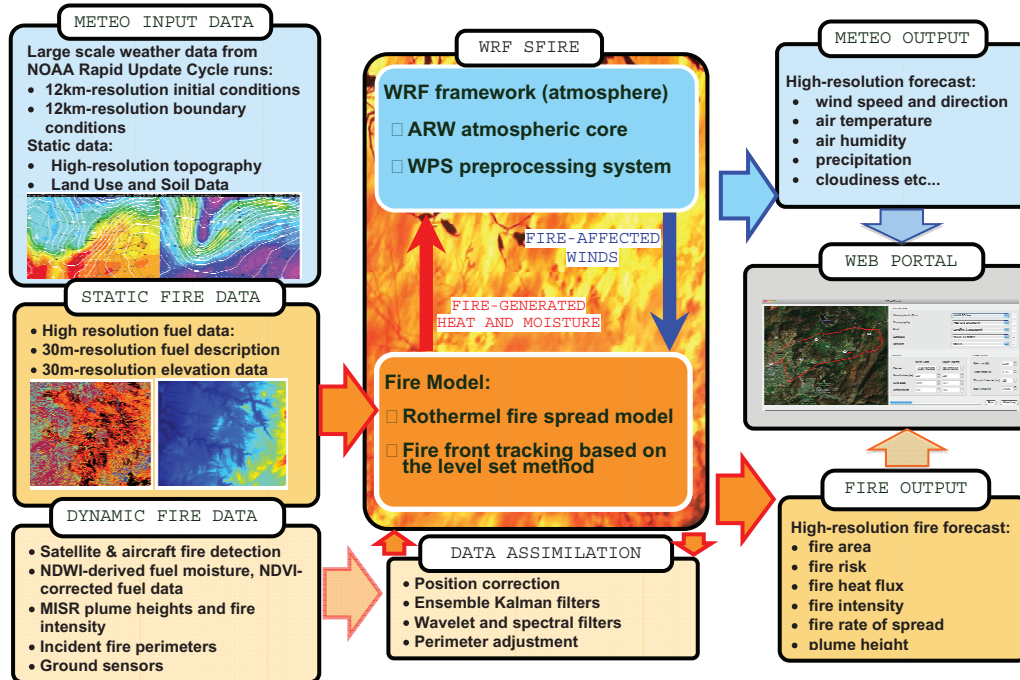 METEO INPUT DATA
Large scale weather data from
NOAA Rapid Update Cycle runs:
• 12km-resolution initial conditions
• 12km-resolution boundary
conditions
Static data:
• High-resolution topography
• Land Use and Soil Data
STATIC FIRE DATA
• High resolution fuel data:
• 30m-resolution fuel description
• 30m-resolution elevation data
DYNAMIC FIRE DATA
• Satellite & aircraft fire detection
• NDWI-derived fuel moisture, NDVI-
corrected fuel data
• MISR plume heights and fire
intensity
• Incident fire perimeters
• Ground sensors
WRF SFIRE
WRF framework (atmosphere)
□ ARW atmospheric core
□ WPS preprocessing system
FIRE-AFFECTED
WINDS
FIRE-GENERATED
HEAT AND MOISTURE
Fire Model:
□ Rothermel fire spread model
□ Fire front tracking based on
the level set method
DATA ASSIMILATION
• Position correction
• Ensemble Kalman filters
• Wavelet and spectral filters
• Perimeter adjustment
METEO OUTPUT
High-resolution forecast:
• wind speed and direction
• air temperature
• air humidity
• precipitation
• cloudiness etc...
WEB PORTAL
FIRE OUTPUT
High-resolution fire forecast:
• fire area
• fire risk
• fire heat flux
• fire intensity
• fire rate of spread
• plume height